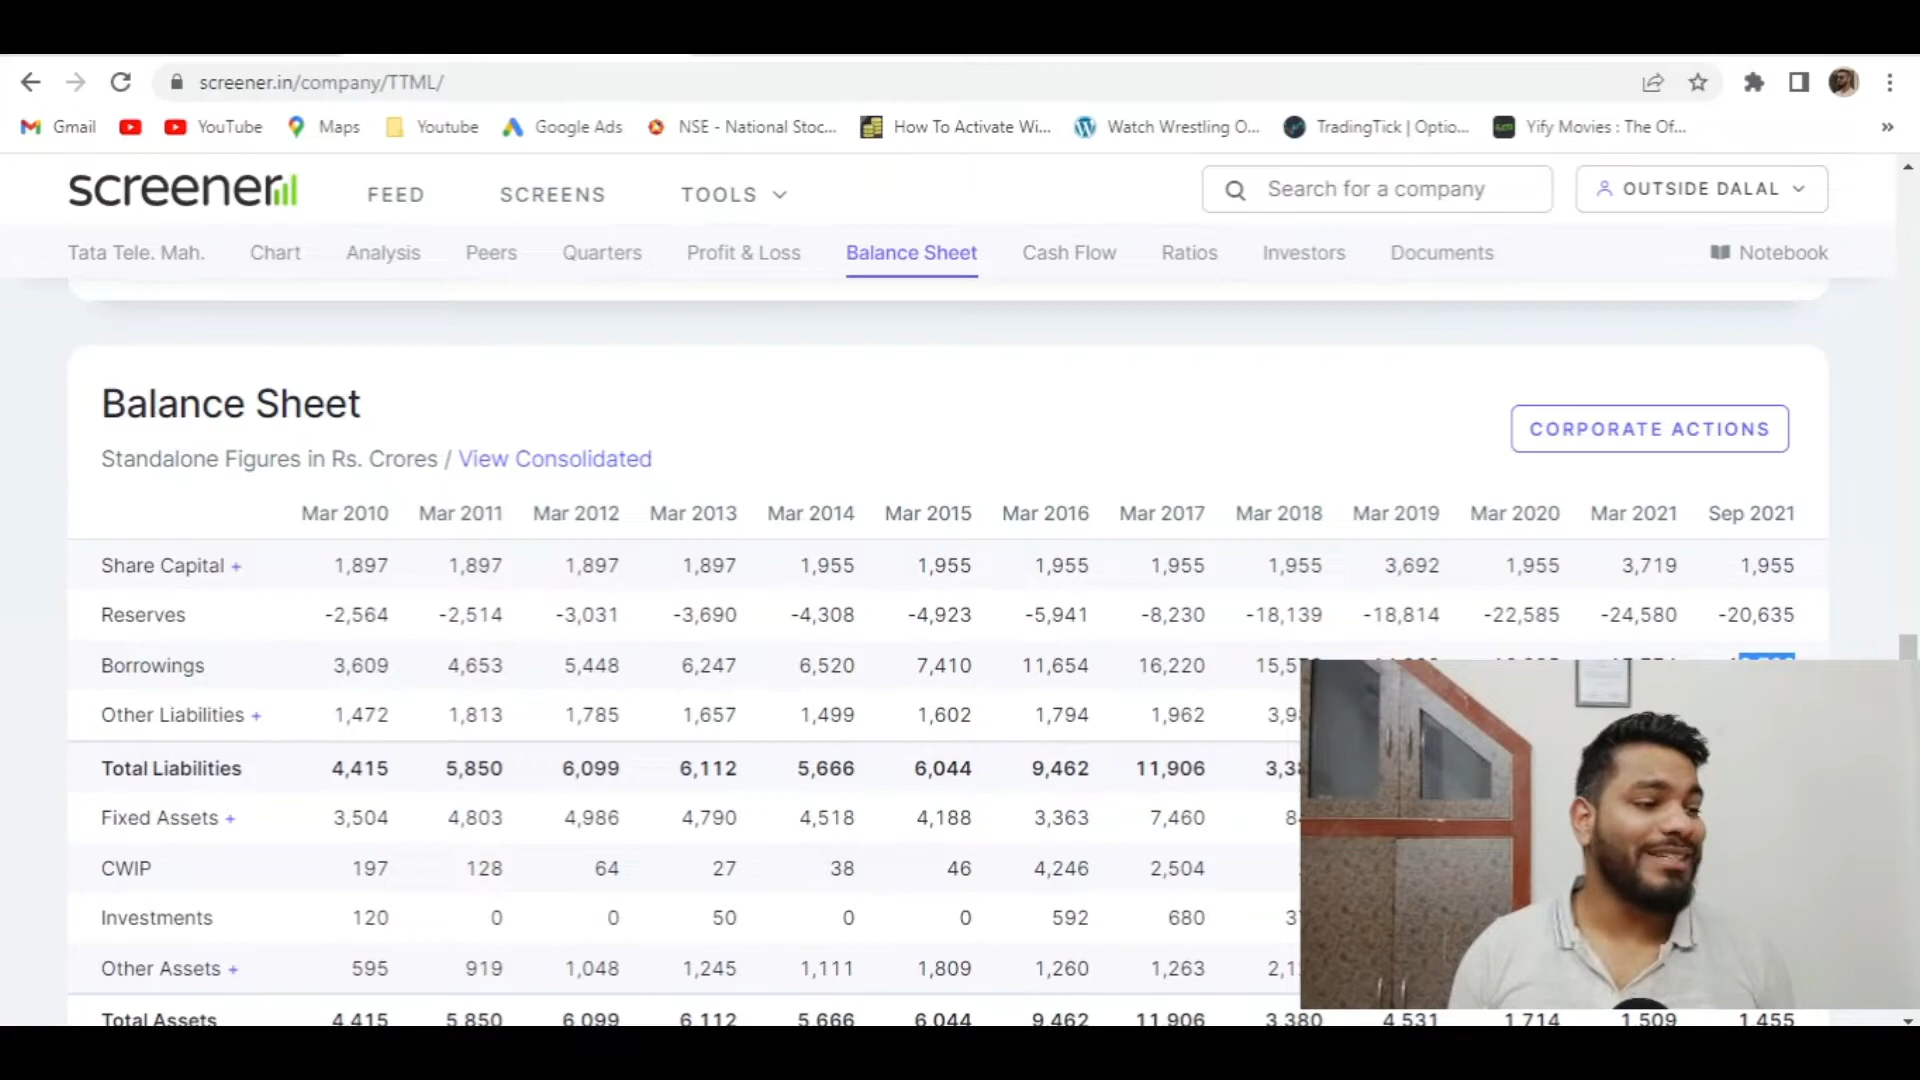 screener.in/company/TTML/
Gmail YouTube Maps Youtube Google Ads NSE - National Stoc... How To Activate Wi... Watch Wrestling O... TradingTick | Optio... Yify Movies : The Of... »
screener FEED SCREENS TOOLS Search for a company OUTSIDE DALAL
Tata Tele. Mah. Chart Analysis Peers Quarters Profit & Loss Balance Sheet Cash Flow Ratios Investors Documents Notebook
Balance Sheet
CORPORATE ACTIONS
Standalone Figures in Rs. Crores / View Consolidated
Mar 2010 Mar 2011 Mar 2012 Mar 2013 Mar 2014 Mar 2015 Mar 2016 Mar 2017 Mar 2018 Mar 2019 Mar 2020 Mar 2021 Sep 2021
Share Capital + 1,897 1,897 1,897 1,897 1,955 1,955 1,955 1,955 1,955 3,692 1,955 3,719 1,955
Reserves -2,564 -2,514 -3,031 -3,690 -4,308 -4,923 -5,941 -8,230 -18,139 -18,814 -22,585 -24,580 -20,635
Borrowings 3,609 4,653 5,448 6,247 6,520 7,410 11,654 16,220
Other Liabilities + 1,472 1,813 1,785 1,657 1,499 1,602 1,794 1,962
Total Liabilities 4,415 5,850 6,099 6,112 5,666 6,044 9,462 11,906
Fixed Assets + 3,504 4,803 4,986 4,790 4,518 4,188 3,363 7,460
CWIP 197 128 64 27 38 46 4,246 2,504
Investments 120 0 0 50 0 0 592 680
Other Assets + 595 919 1,048 1,245 1,111 1,809 1,260 1,263
Total Assets 4,415 5,850 6,099 6,112 5,666 6,044 9,462 11,906 3,380 4,531 1,714 1,509 1,455